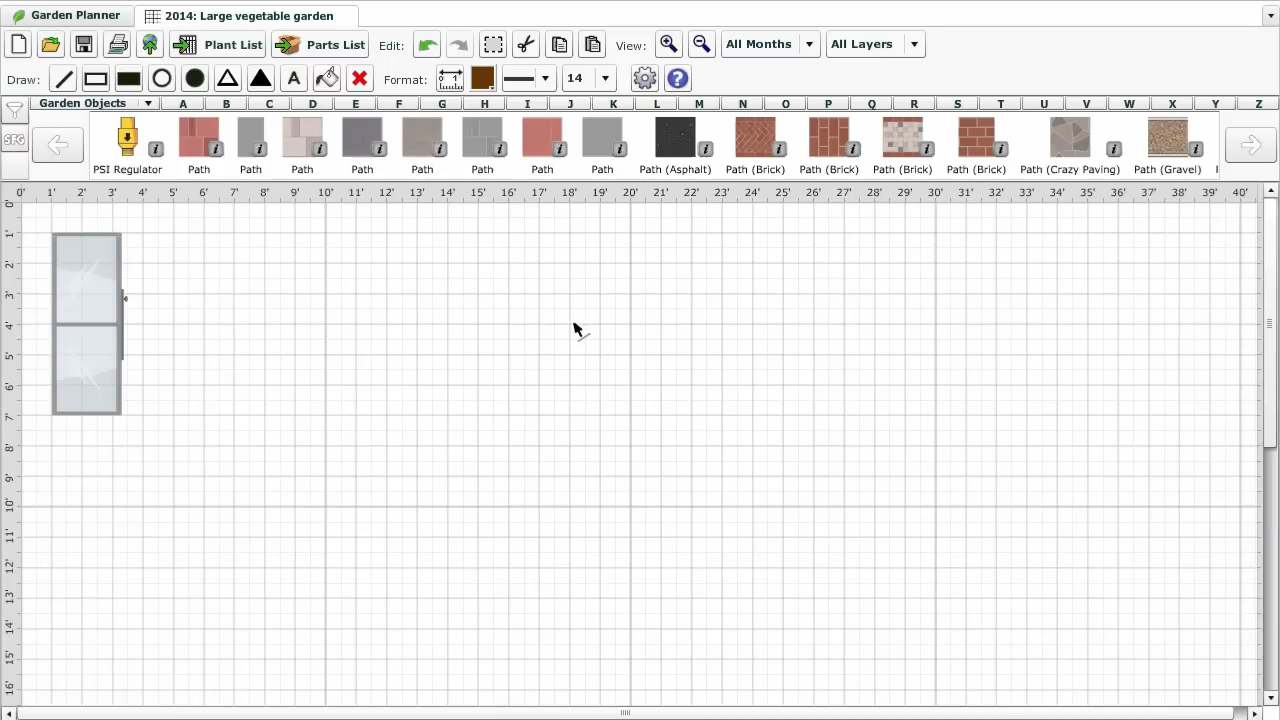 Garden Planner 2014: Large vegetable garden
Plant List Parts List Edit: View: All Months All Layers
Draw: A Format: 1 14 ?
Garden Objects A B C D E F G H I J K L M N O P Q R S T U V W X Y Z
SFG
PSI Regulator Path Path Path Path Path Path Path Path Path (Asphalt) Path (Brick) Path (Brick) Path (Brick) Path (Brick) Path (Crazy Paving) Path (Gravel)
0' 1' 2' 3' 4' 5' 6' 7' 8' 9' 10' 11' 12' 13' 14' 15' 16' 17' 18' 19' 20' 21' 22' 23' 24' 25' 26' 27' 28' 29' 30' 31' 32' 33' 34' 35' 36' 37' 38' 39' 40'
0'
1'
2'
3'
4'
5'
6'
7'
8'
9'
10'
11'
12'
13'
14'
15'
16'